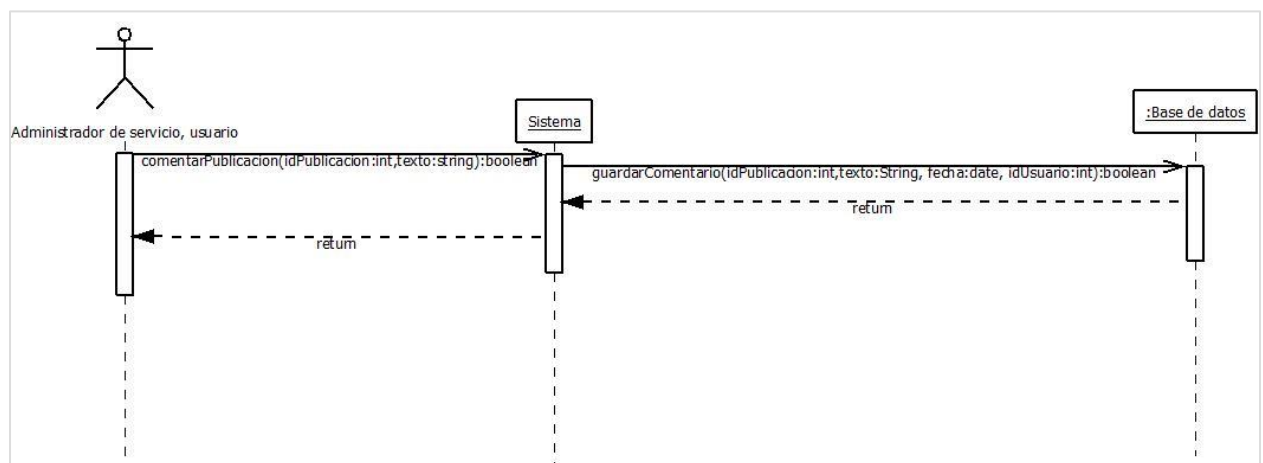 Administrador de servicio, usuario
Sistema
:Base de datos
comentarPublicacion(idPublicacion:int,texto:string):boolean
guardarComentario(idPublicacion:int,texto:String, fecha:date, idUsuario:int):boolean
return
return